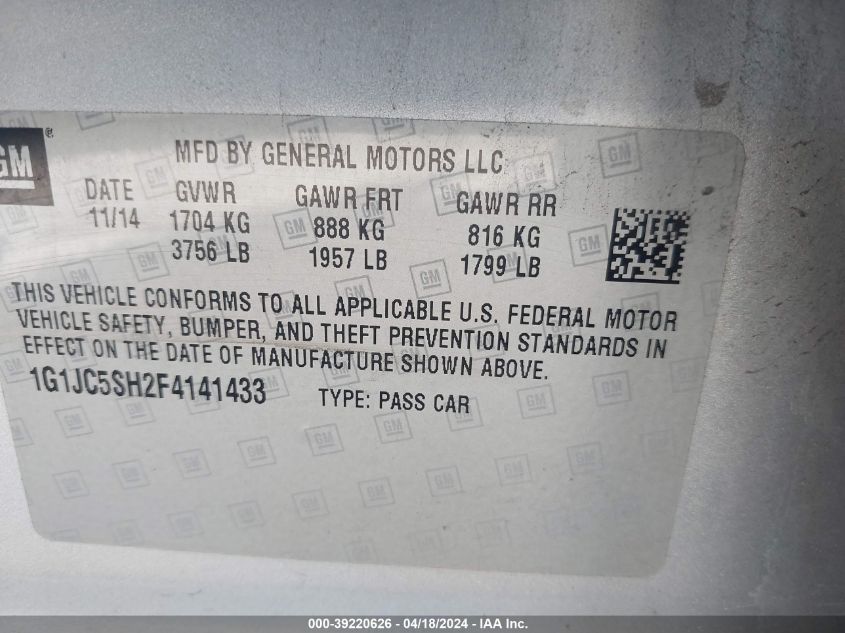 GM ®
MFD BY GENERAL MOTORS LLC
DATE GVWR GAWR FRT GAWR RR
11/14 1704 KG 888 KG 816 KG
3756 LB 1957 LB 1799 LB
THIS VEHICLE CONFORMS TO ALL APPLICABLE U.S. FEDERAL MOTOR
VEHICLE SAFETY, BUMPER, AND THEFT PREVENTION STANDARDS IN
EFFECT ON THE DATE OF MANUFACTURE SHOWN ABOVE.
1G1JC5SH2F4141433 TYPE: PASS CAR
000-39220626 - 04/18/2024 - IAA Inc.